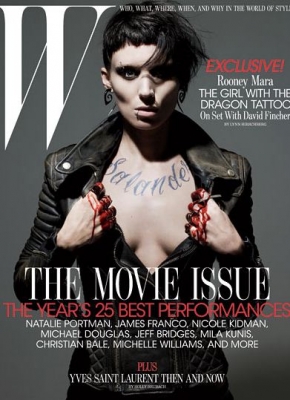 WHO, WHAT, WHERE, WHEN, AND WHY IN THE WORLD OF STYLE
W
EXCLUSIVE!
Rooney Mara
THE GIRL WITH THE
DRAGON TATTOO
On Set With David Fincher
BY LYNN HIRSCHBERG
Solande
THE MOVIE ISSUE
THE YEAR'S 25 BEST PERFORMANCES
NATALIE PORTMAN, JAMES FRANCO, NICOLE KIDMAN,
MICHAEL DOUGLAS, JEFF BRIDGES, MILA KUNIS,
CHRISTIAN BALE, MICHELLE WILLIAMS, AND MORE
PLUS
YVES SAINT LAURENT THEN AND NOW